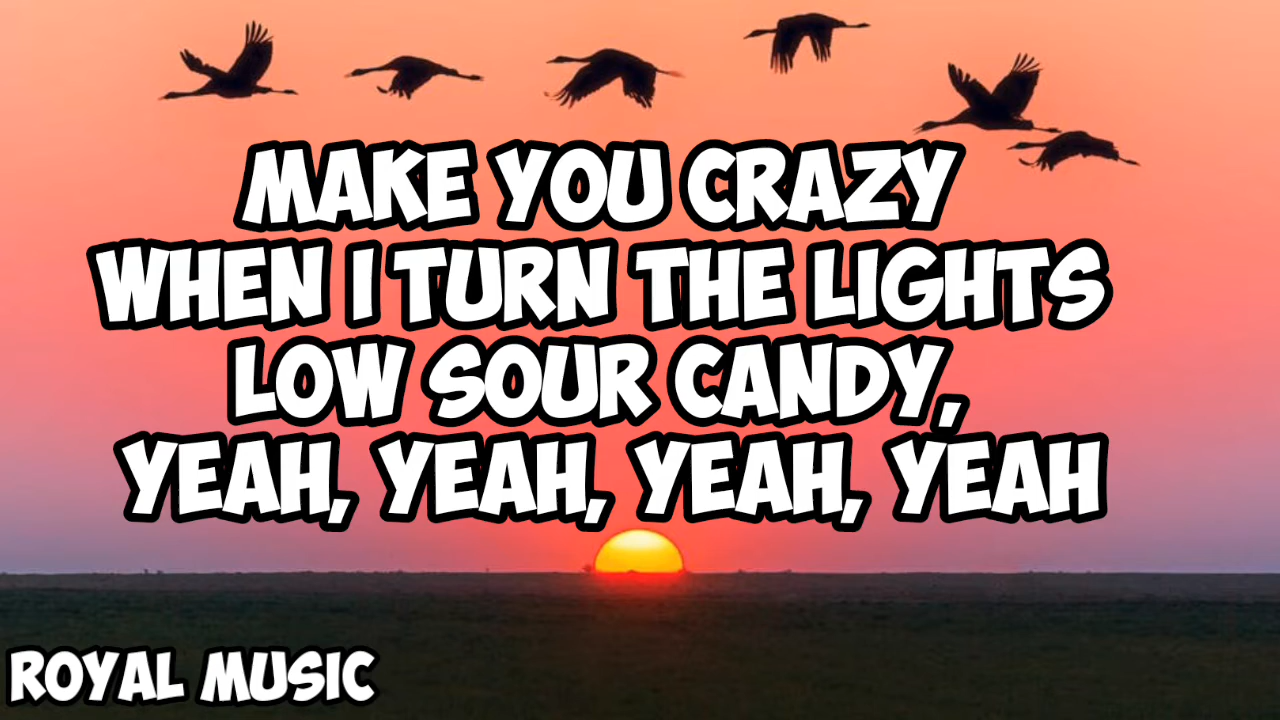 MAKE YOU CRAZY
WHEN I TURN THE LIGHTS
LOW SOUR CANDY,
YEAH, YEAH, YEAH, YEAH
ROYAL MUSIC